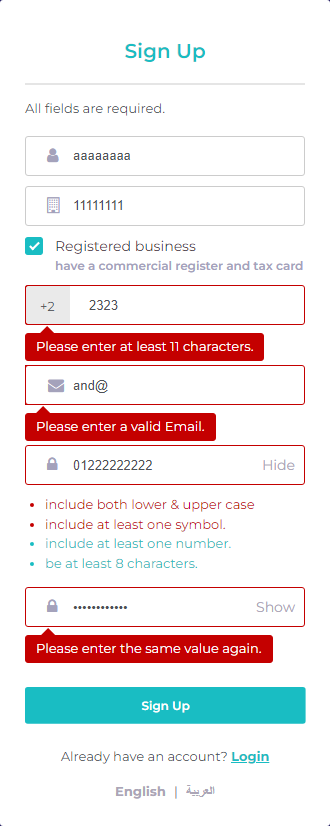 Sign Up
All fields are required.
aaaaaaaa
11111111
Registered business
have a commercial register and tax card
+2 2323
Please enter at least 11 characters.
and@
Please enter a valid Email.
01222222222 Hide
• include both lower & upper case
• include at least one symbol.
• include at least one number.
• be at least 8 characters.
•••••••••••• Show
Please enter the same value again.
Sign Up
Already have an account? Login
English | العربية